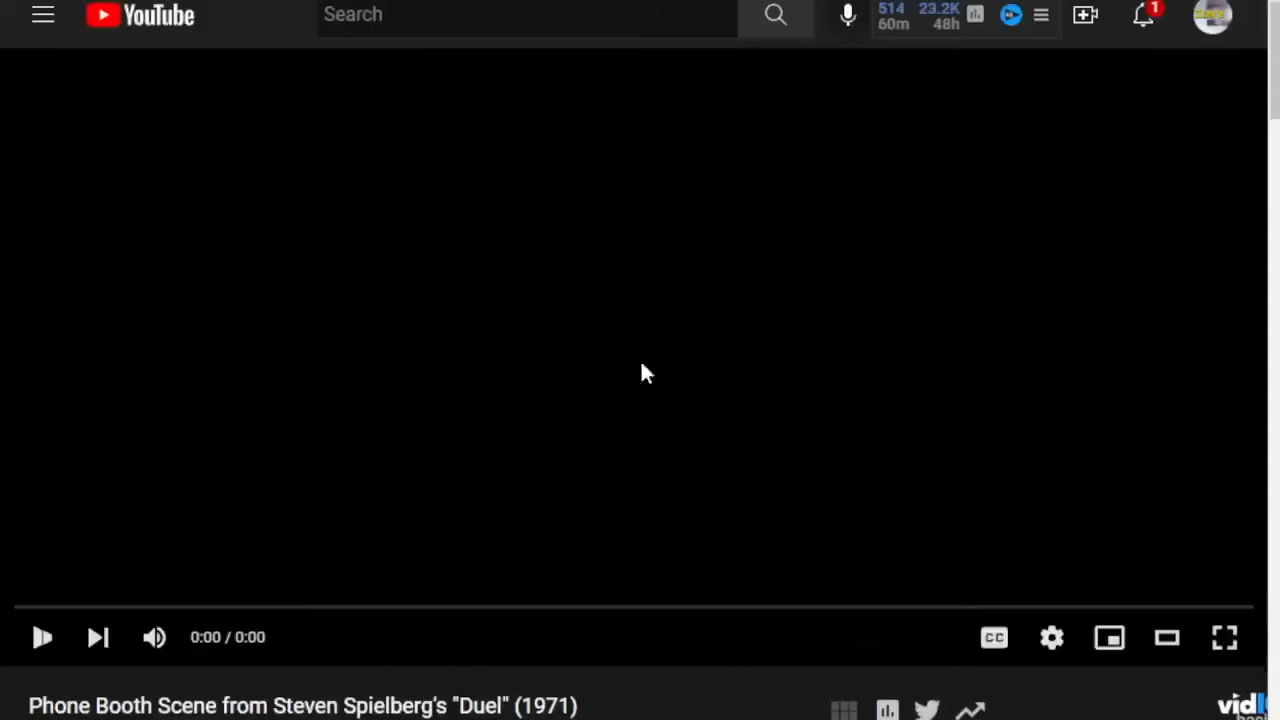 YouTube
Search
514 23.2K
60m 48h
1
0:00 / 0:00
CC
Phone Booth Scene from Steven Spielberg's "Duel" (1971)